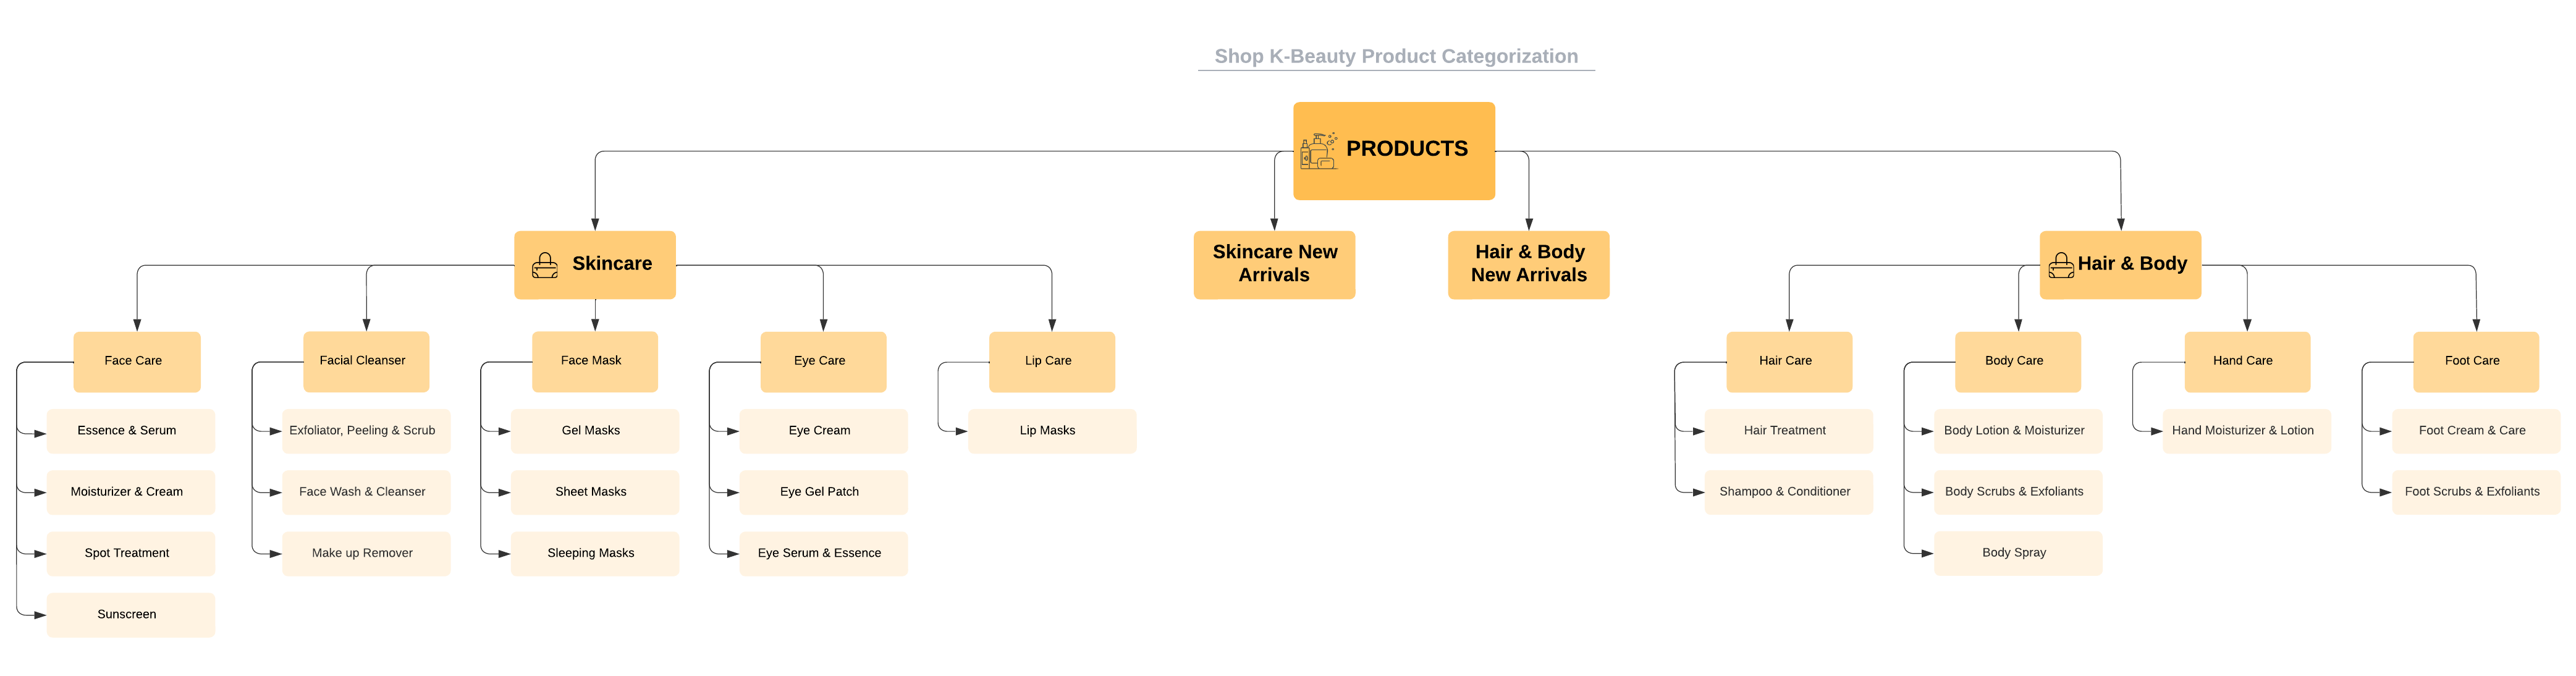 Shop K-Beauty Product Categorization
PRODUCTS
Skincare
Skincare New
Arrivals
Hair & Body
New Arrivals
Hair & Body
Face Care
Facial Cleanser
Face Mask
Eye Care
Lip Care
Hair Care
Body Care
Hand Care
Foot Care
Essence & Serum
Exfoliator, Peeling & Scrub
Gel Masks
Eye Cream
Lip Masks
Hair Treatment
Body Lotion & Moisturizer
Hand Moisturizer & Lotion
Foot Cream & Care
Moisturizer & Cream
Face Wash & Cleanser
Sheet Masks
Eye Gel Patch
Shampoo & Conditioner
Body Scrubs & Exfoliants
Foot Scrubs & Exfoliants
Spot Treatment
Make up Remover
Sleeping Masks
Eye Serum & Essence
Body Spray
Sunscreen